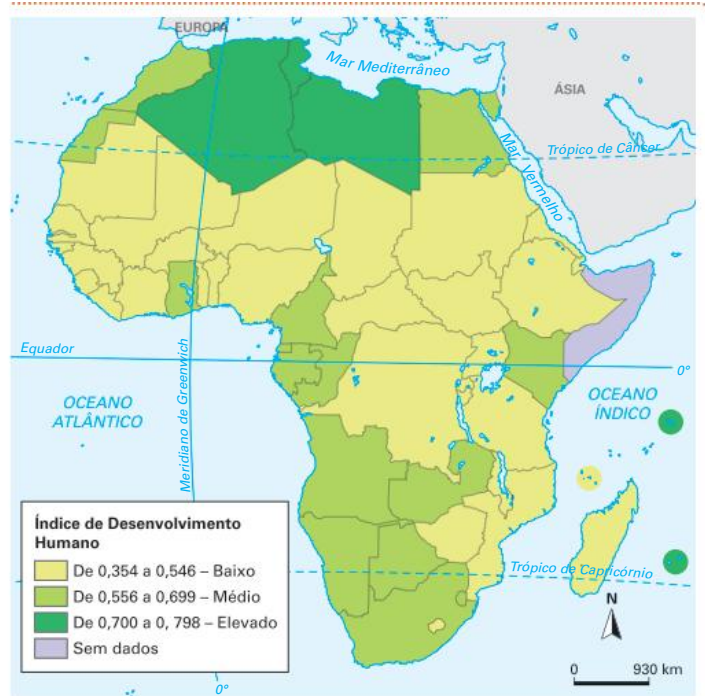 EUROPA
Mar Mediterrâneo
ÁSIA
Trópico de Câncer
Mar Vermelho
Equador
0°
Meridiano de Greenwich
OCEANO
ATLÂNTICO
OCEANO
ÍNDICO
Índice de Desenvolvimento
Humano
De 0,354 a 0,546 – Baixo
De 0,556 a 0,699 – Médio
De 0,700 a 0, 798 – Elevado
Sem dados
Trópico de Capricórnio
N
0 930 km
0°